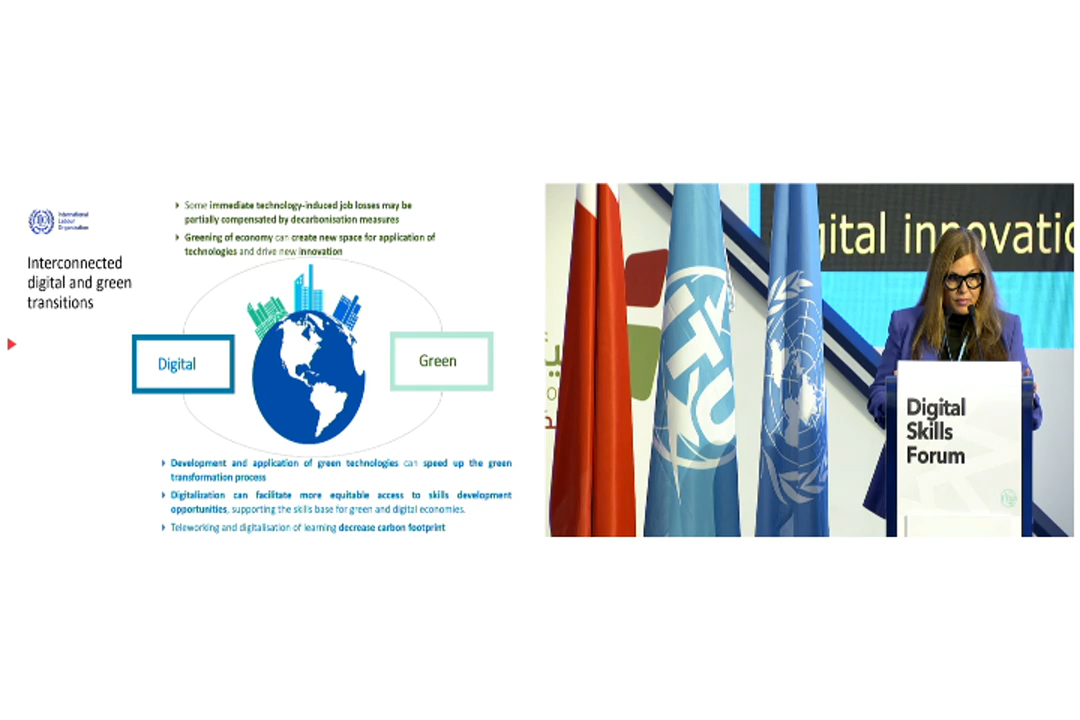 International
Labour
Organization
Interconnected
digital and green
transitions
Some immediate technology-induced job losses may be
partially compensated by decarbonisation measures
Greening of economy can create new space for application of
technologies and drive new innovation
Digital
Green
Development and application of green technologies can speed up the green
transformation process
Digitalization can facilitate more equitable access to skills development
opportunities, supporting the skills base for green and digital economies.
Teleworking and digitalisation of learning decrease carbon footprint
gital innovatio
ITU
Digital
Skills
Forum